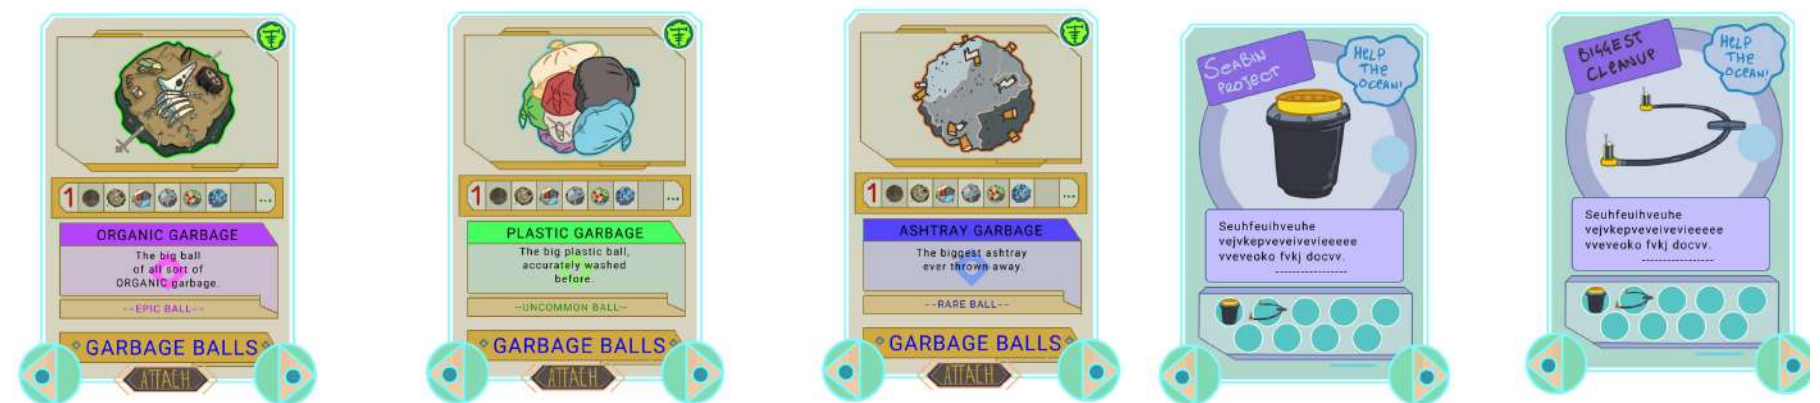 1
...
ORGANIC GARBAGE
The big ball
of all sort of
ORGANIC garbage.
--EPIC BALL--
GARBAGE BALLS
ATTACH
1
...
PLASTIC GARBAGE
The big plastic ball,
accurately washed
before.
--UNCOMMON BALL--
GARBAGE BALLS
ATTACH
1
...
ASHTRAY GARBAGE
The biggest ashtray
ever thrown away.
--RARE BALL--
GARBAGE BALLS
ATTACH
SEABIN
PROJECT
HELP
THE
OCEAN!
Seuhfeuihveuhe
vejvkepveveivevieeeee
vveveoko fvkj docvv.
-----------------
BIGGEST
CLEANUP
HELP
THE
OCEAN!
Seuhfeuihveuhe
vejvkepveveivevieeeeee
vveveoko fvkj docvv.
-----------------